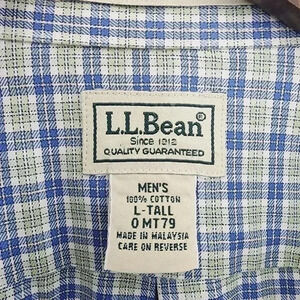 L.L.Bean®
Since 1912
QUALITY GUARANTEED
MEN'S
100% COTTON
L-TALL
0 MT79
MADE IN MALAYSIA
CARE ON REVERSE